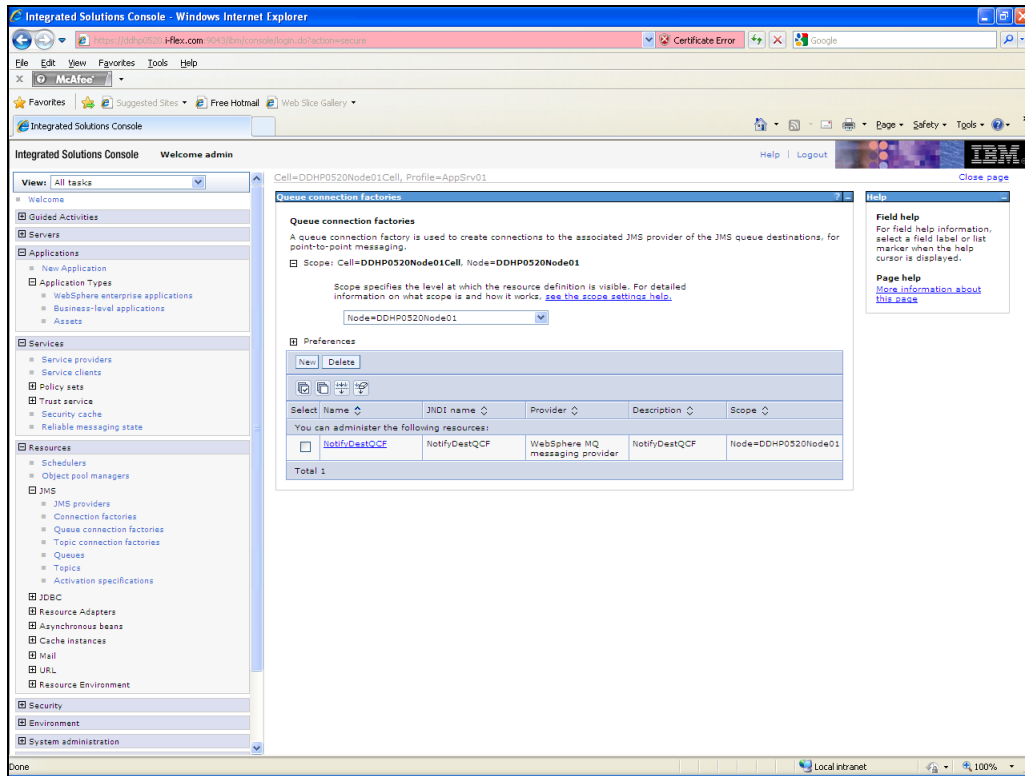 Integrated Solutions Console - Windows Internet Explorer
https://ddhp0520.i-flex.com:9043/ibm/console/login.do?action=secure
Certificate Error
Google
File Edit View Favorites Tools Help
McAfee
Favorites
Suggested Sites
Free Hotmail
Web Slice Gallery
Integrated Solutions Console
Page
Safety
Tools
Integrated Solutions Console Welcome admin
Help | Logout
IBM.
View: All tasks
Welcome
Guided Activities
Servers
Applications
New Application
Application Types
WebSphere enterprise applications
Business-level applications
Assets
Services
Service providers
Service clients
Policy sets
Trust service
Security cache
Reliable messaging state
Resources
Schedulers
Object pool managers
JMS
JMS providers
Connection factories
Queue connection factories
Topic connection factories
Queues
Topics
Activation specifications
JDBC
Resource Adapters
Asynchronous beans
Cache instances
Mail
URL
Resource Environment
Security
Environment
System administration
Cell=DDHP0520Node01Cell, Profile=AppSrv01
Close page
Queue connection factories
?
Queue connection factories
A queue connection factory is used to create connections to the associated JMS provider of the JMS queue destinations, for
point-to-point messaging.
Scope: Cell=DDHP0520Node01Cell, Node=DDHP0520Node01
Scope specifies the level at which the resource definition is visible. For detailed
information on what scope is and how it works, see the scope settings help.
Node=DDHP0520Node01
Preferences
New Delete
Select Name JNDI name Provider Description Scope
You can administer the following resources:
NotifyDestQCF NotifyDestQCF WebSphere MQ messaging provider NotifyDestQCF Node=DDHP0520Node01
Total 1
Help
Field help
For field help information,
select a field label or list
marker when the help
cursor is displayed.
Page help
More information about
this page
Done
Local intranet
100%